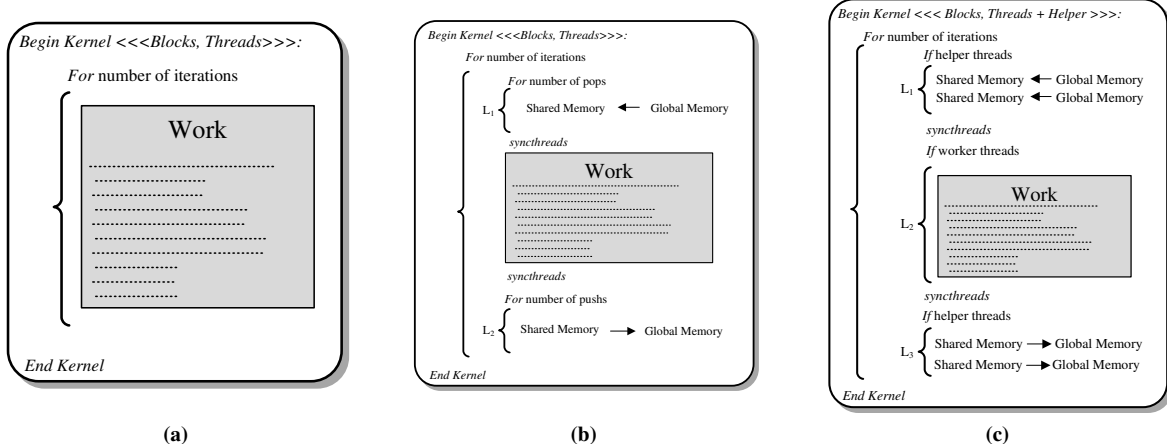 Begin Kernel <<<Blocks, Threads>>>:
For number of iterations
Work
End Kernel
(a)
Begin Kernel <<<Blocks, Threads>>>:
For number of iterations
For number of pops
L1
Shared Memory Global Memory
syncthreads
Work
syncthreads
For number of pushs
L2
Shared Memory Global Memory
End Kernel
(b)
Begin Kernel <<< Blocks, Threads + Helper >>>:
For number of iterations
If helper threads
L1
Shared Memory Global Memory
Shared Memory Global Memory
syncthreads
If worker threads
L2
Work
syncthreads
If helper threads
L3
Shared Memory Global Memory
Shared Memory Global Memory
End Kernel
(c)